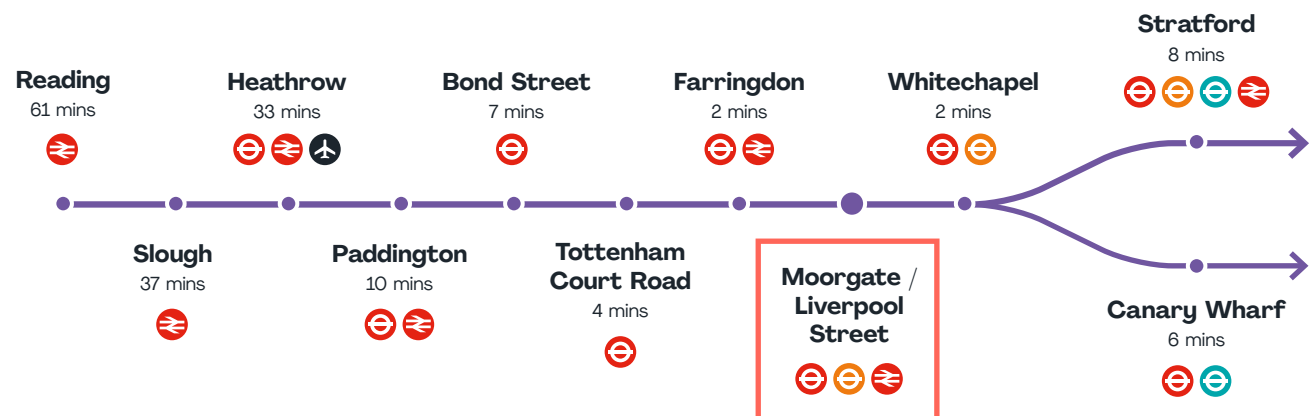 Reading
61 mins
Slough
37 mins
Heathrow
33 mins
Paddington
10 mins
Bond Street
7 mins
Tottenham
Court Road
4 mins
Farringdon
2 mins
Moorgate /
Liverpool
Street
Whitechapel
2 mins
Stratford
8 mins
Canary Wharf
6 mins